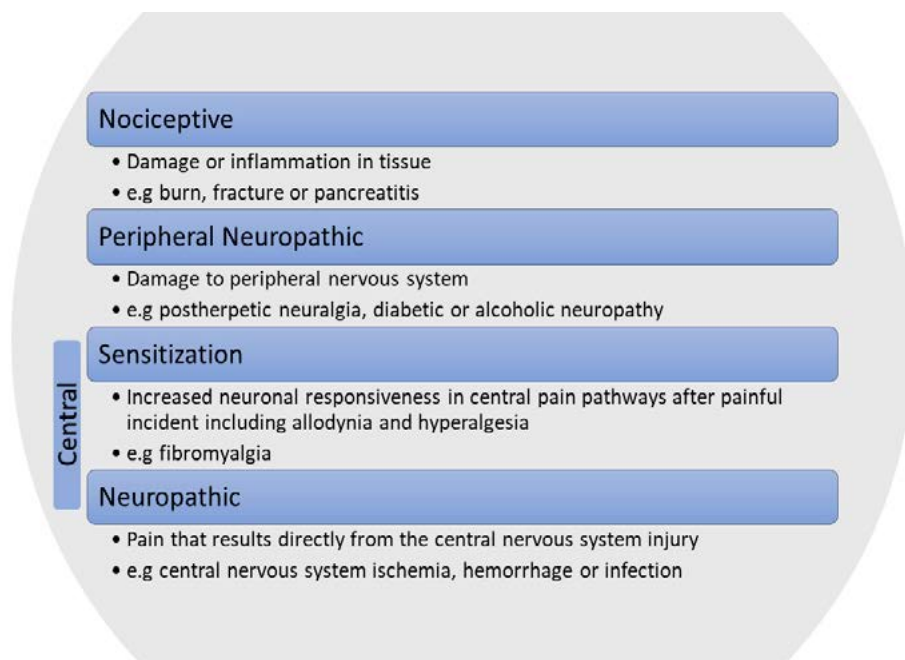 Nociceptive
• Damage or inflammation in tissue
• e.g burn, fracture or pancreatitis
Peripheral Neuropathic
• Damage to peripheral nervous system
• e.g postherpetic neuralgia, diabetic or alcoholic neuropathy
Central
Sensitization
• Increased neuronal responsiveness in central pain pathways after painful
incident including allodynia and hyperalgesia
• e.g fibromyalgia
Neuropathic
• Pain that results directly from the central nervous system injury
• e.g central nervous system ischemia, hemorrhage or infection